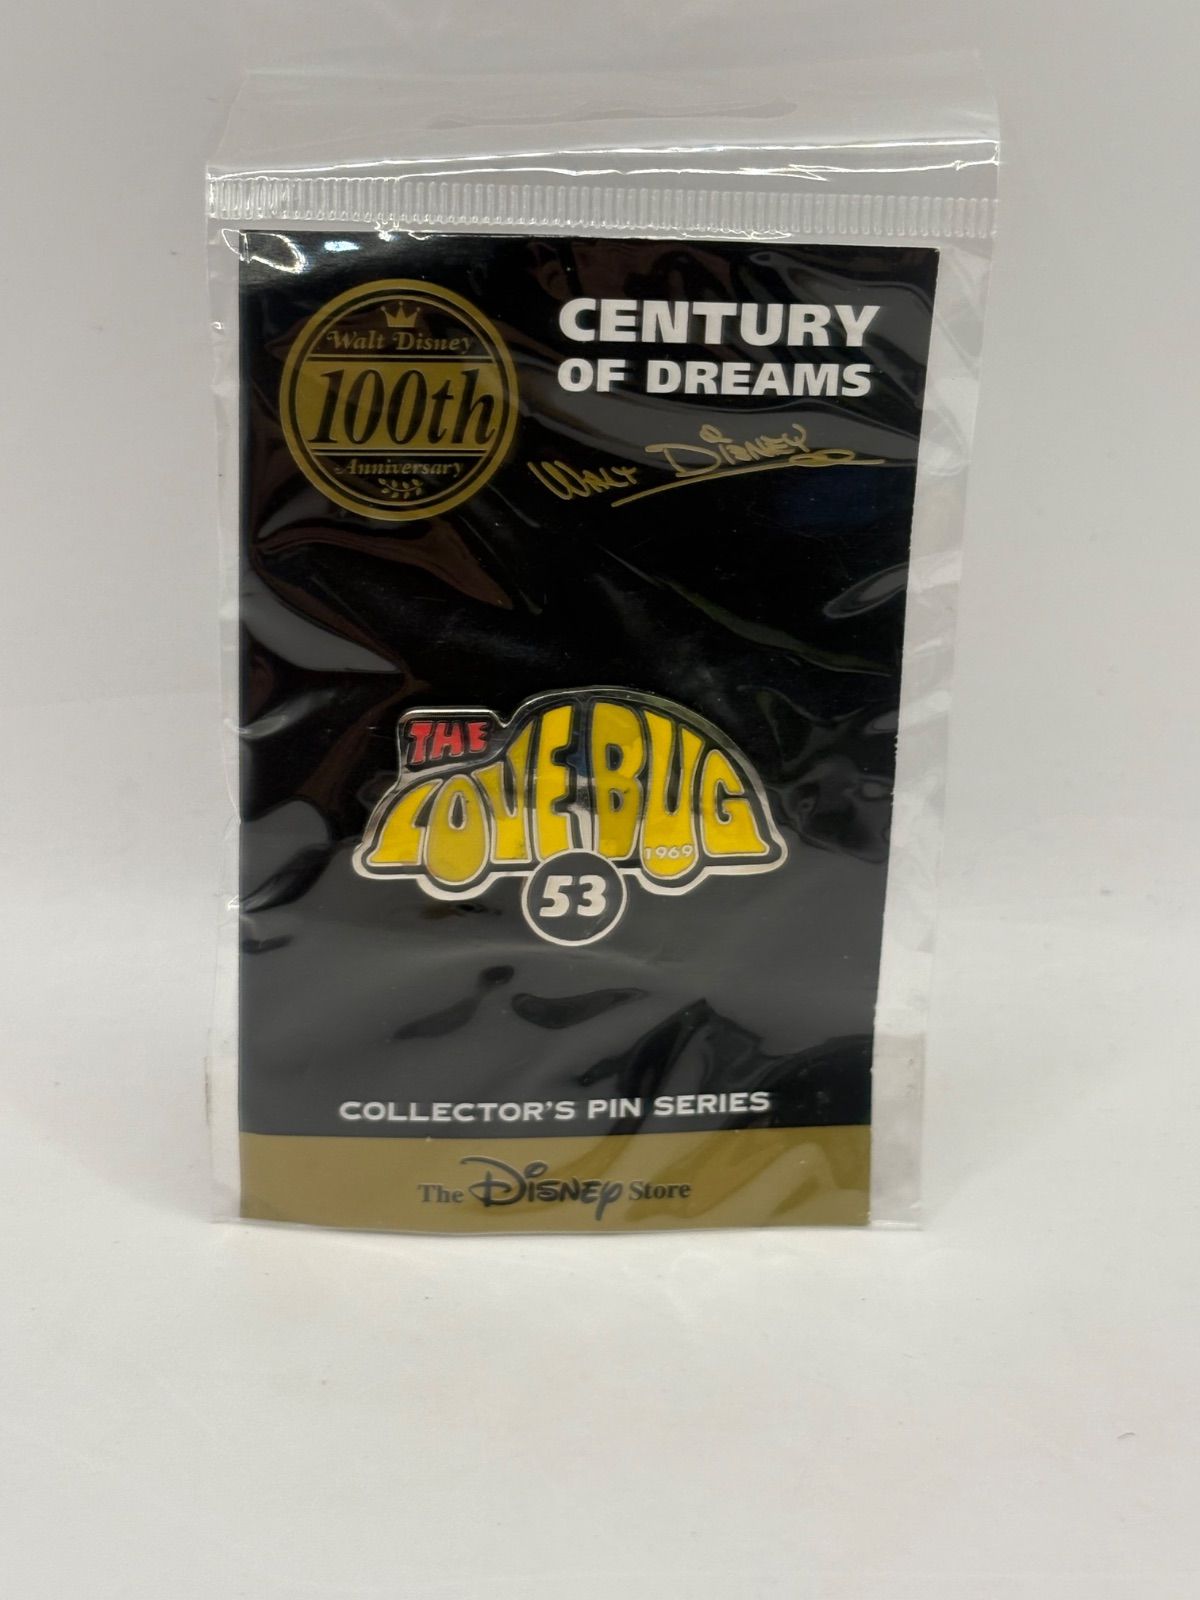 Walt Disney
100th
Anniversary
CENTURY
OF DREAMS
Walt Disney
THE
LOVE BUG
1969
53
COLLECTOR'S PIN SERIES
The Disney Store